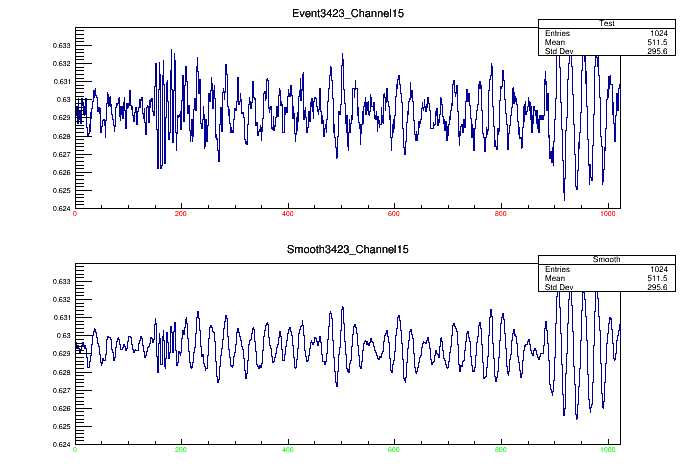 Event3423_Channel15
Test
Entries 1024
Mean 511.5
Std Dev 295.6
0.633
0.632
0.631
0.63
0.629
0.628
0.627
0.626
0.625
0.624
0 200 400 600 800 1000
Smooth3423_Channel15
Smooth
Entries 1024
Mean 511.5
Std Dev 295.6
0.633
0.632
0.631
0.63
0.629
0.628
0.627
0.626
0.625
0.624
0 200 400 600 800 1000